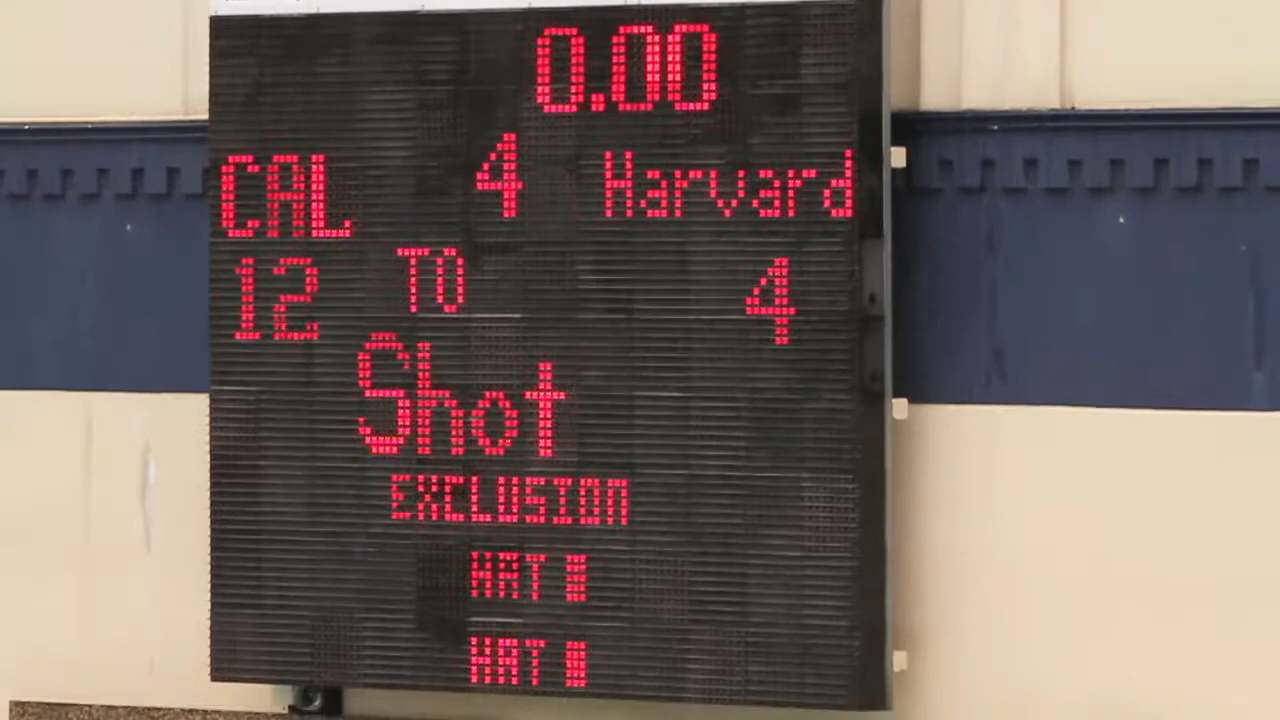 0.00
CAL 4 Harvard
12 TO 4
Shot
EXCLUSION
HAT #
HAT #